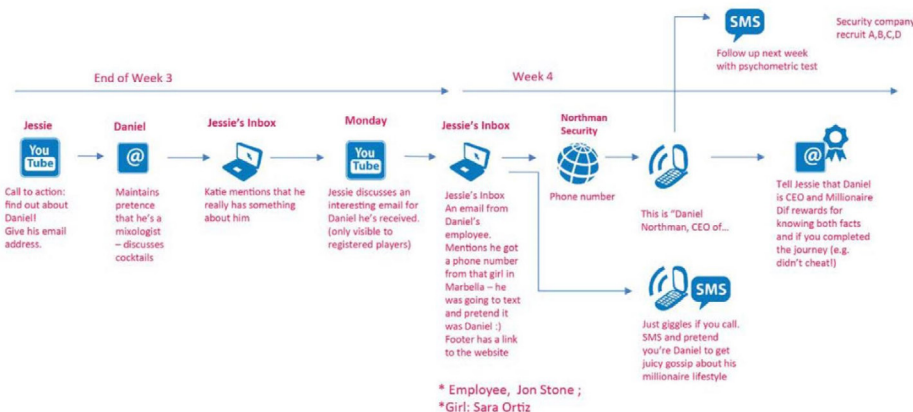 SMS
Security company
recruit A,B,C,D
Follow up next week
with psychometric test
End of Week 3
Week 4
Jessie
You
Tube
Call to action:
find out about
Daniel!
Give his email
address.
Daniel
@
Maintains
pretence
that he's a
mixologist
– discusses
cocktails
Jessie's Inbox
Katie mentions that he
really has something
about him
Monday
You
Tube
Jessie discusses an
interesting email for
Daniel he's received.
(only visible to
registered players)
Jessie's Inbox
Jessie's Inbox
An email from
Daniel's
employee.
Mentions he got
a phone number
from that girl in
Marbella – he
was going to text
and pretend it
was Daniel :)
Footer has a link
to the website
Northman
Security
Phone number
This is "Daniel
Northman, CEO of...
@
Tell Jessie that Daniel
is CEO and Millionaire
Dif rewards for
knowing both facts
and if you completed
the journey (e.g.
didn't cheat!)
SMS
Just giggles if you call.
SMS and pretend
you're Daniel to get
juicy gossip about his
millionaire lifestyle
* Employee, Jon Stone ;
*Girl: Sara Ortiz